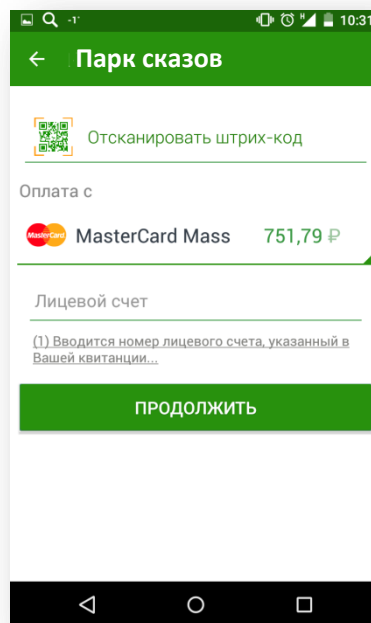 -1° 10:31
Парк сказов
Отсканировать штрих-код
Оплата с
MasterCard MasterCard Mass 751,79 ₽
Лицевой счет
(1) Вводится номер лицевого счета, указанный в
Вашей квитанции...
ПРОДОЛЖИТЬ